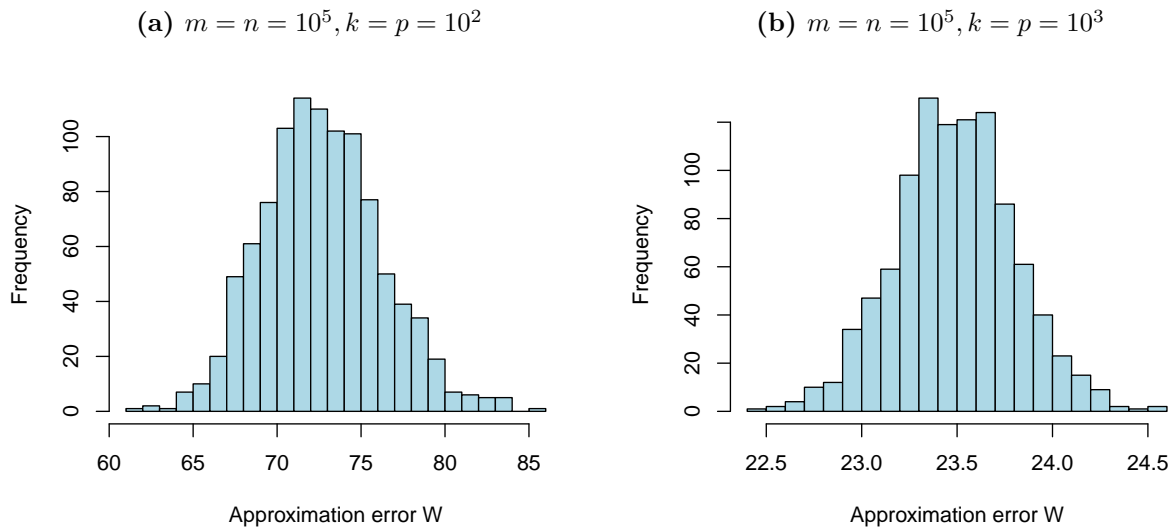 (a) m = n = 10^5, k = p = 10^2
100
80
60
40
20
0
Frequency
60 65 70 75 80 85
Approximation error W
(b) m = n = 10^5, k = p = 10^3
100
80
60
40
20
0
Frequency
22.5 23.0 23.5 24.0 24.5
Approximation error W